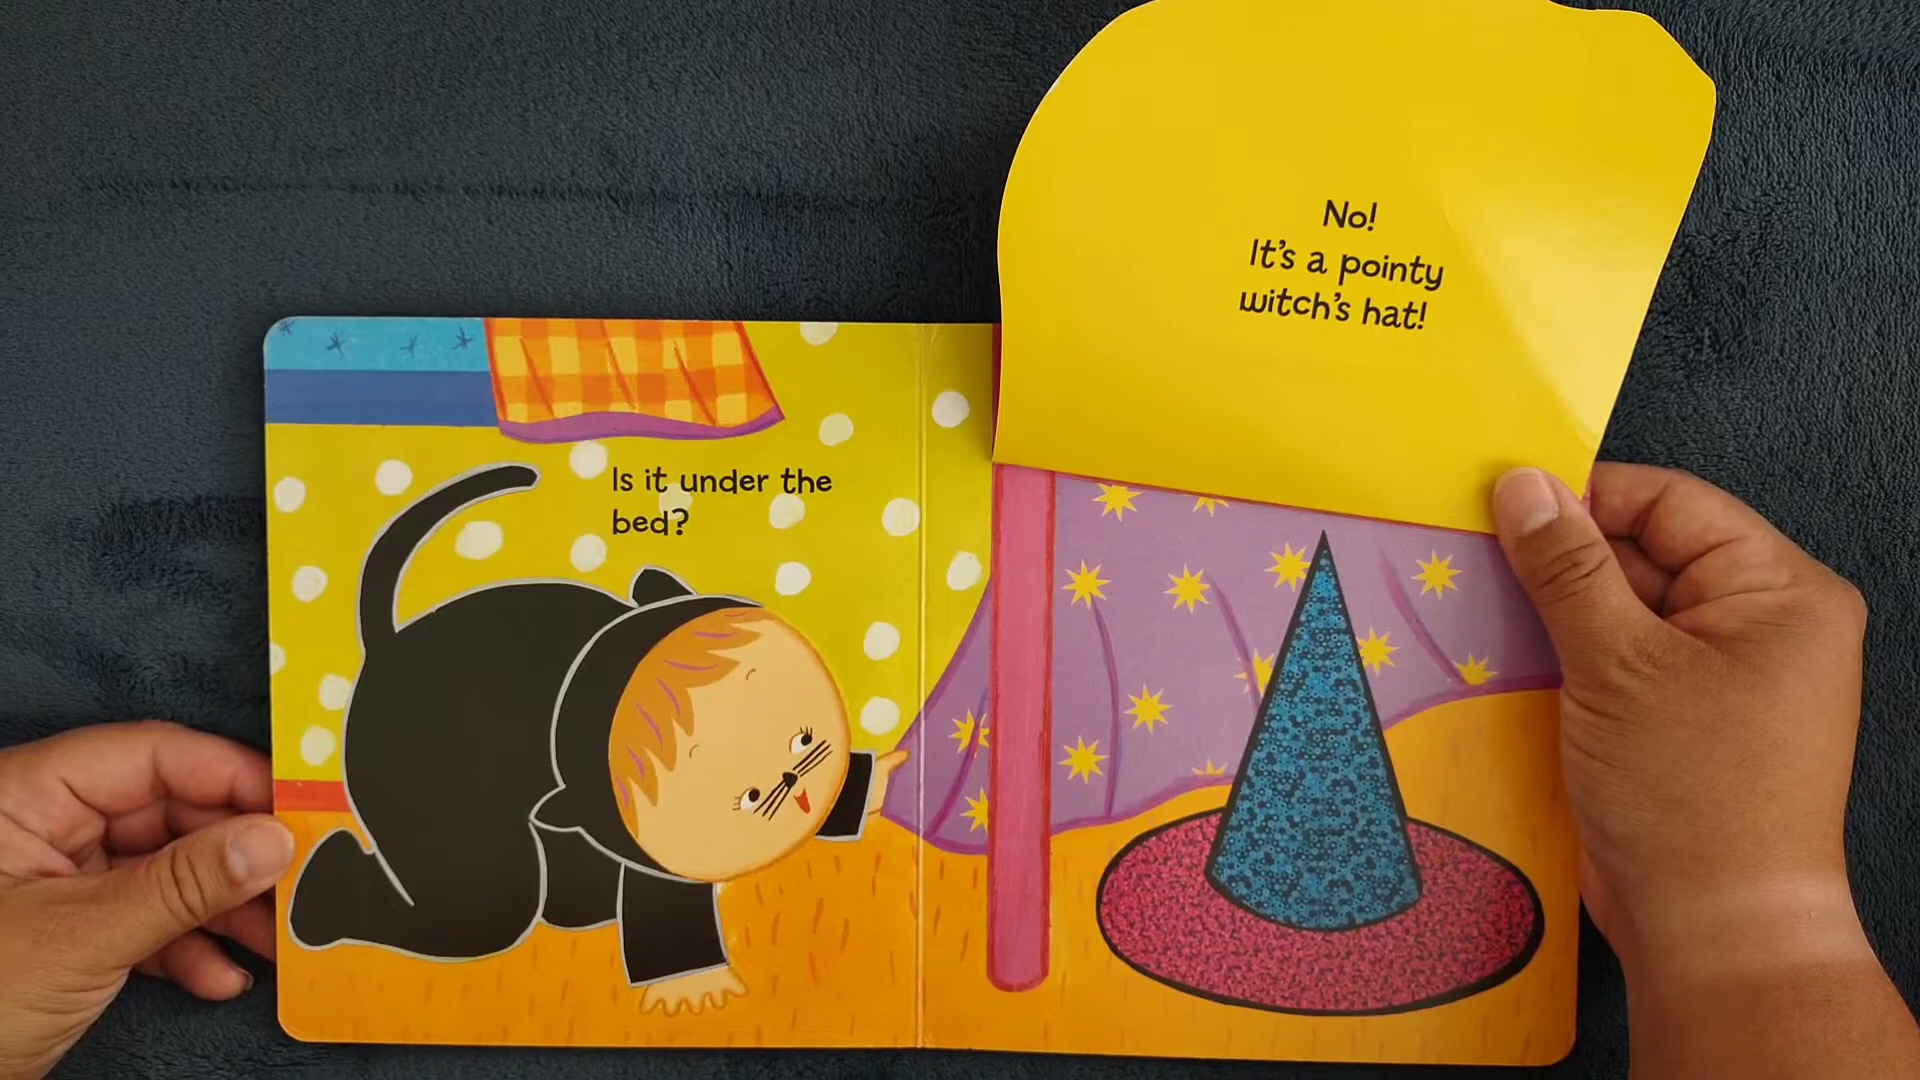 Is it under the
bed?
No!
It's a pointy
witch's hat!